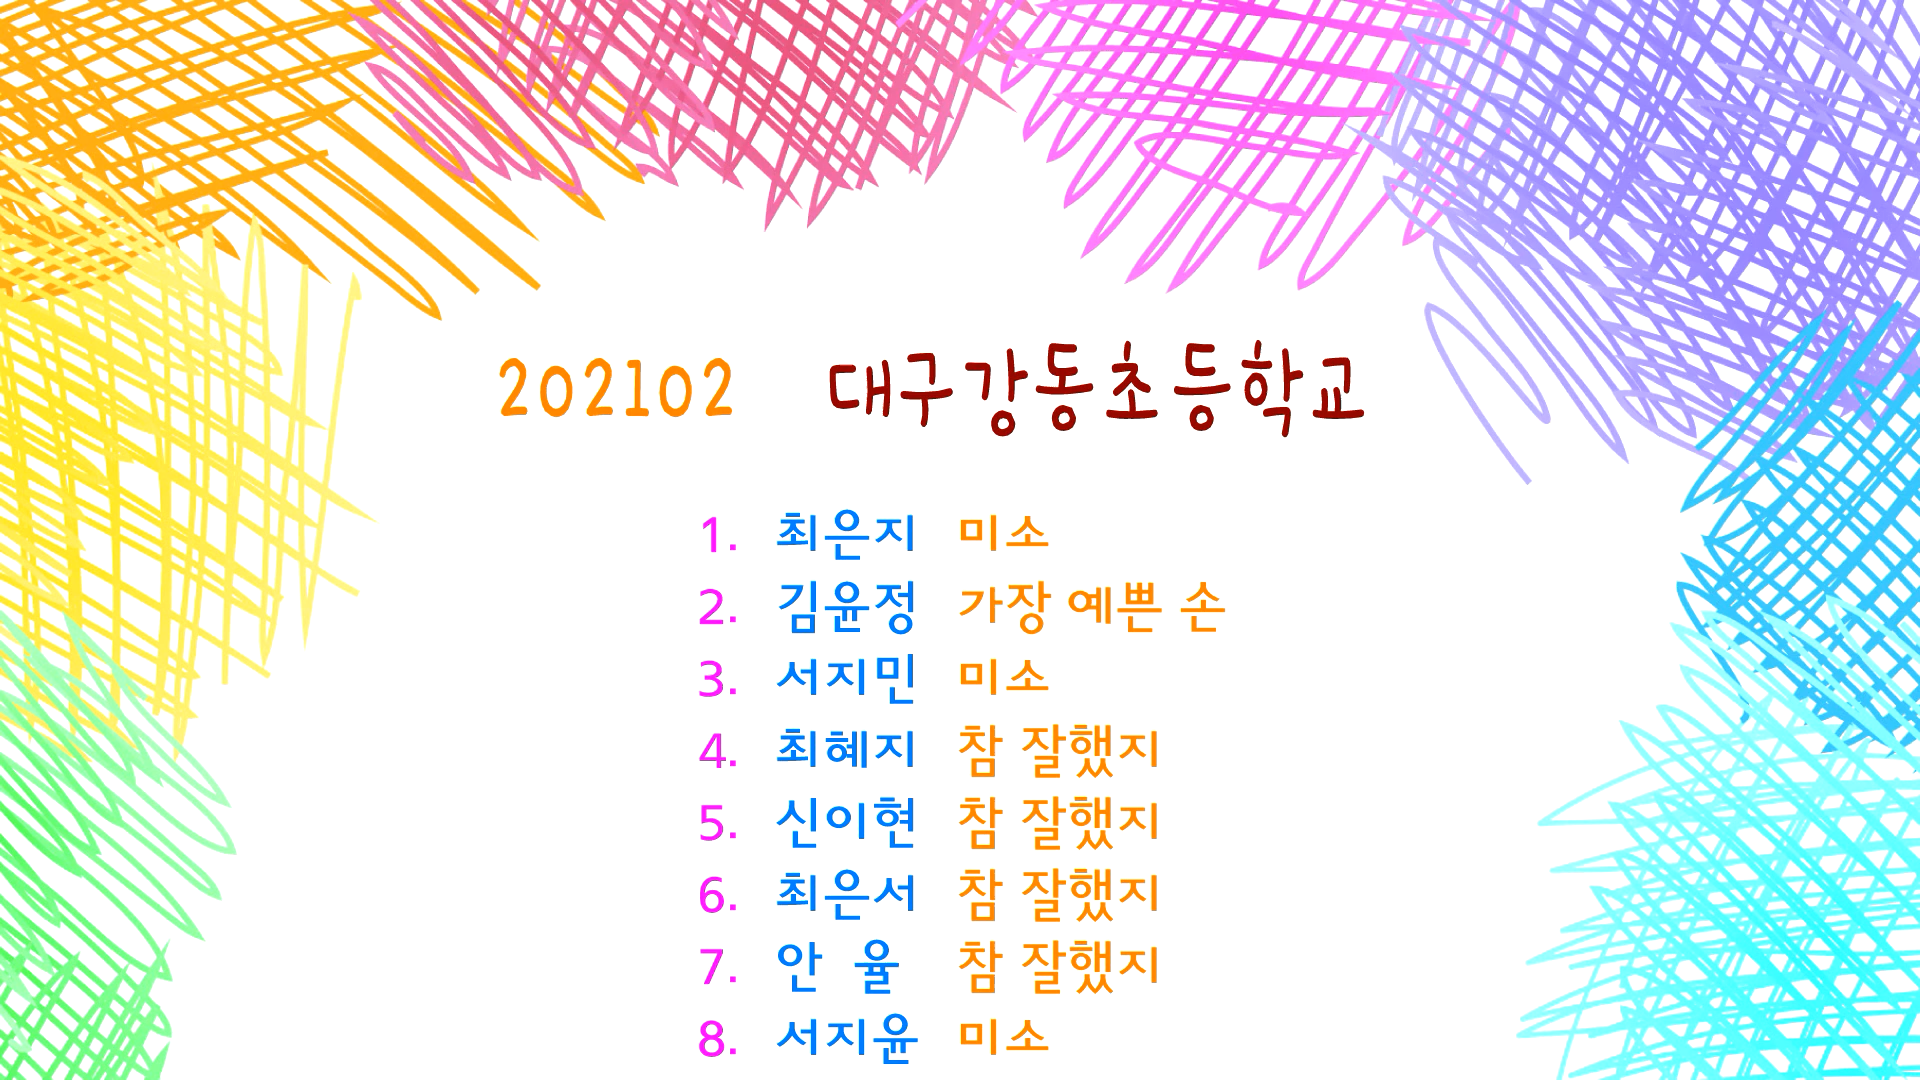 202102 대구강동초등학교
1. 최은지 미소
2. 김윤정 가장 예쁜 손
3. 서지민 미소
4. 최혜지 참 잘했지
5. 신이현 참 잘했지
6. 최은서 참 잘했지
7. 안 율 참 잘했지
8. 서지윤 미소